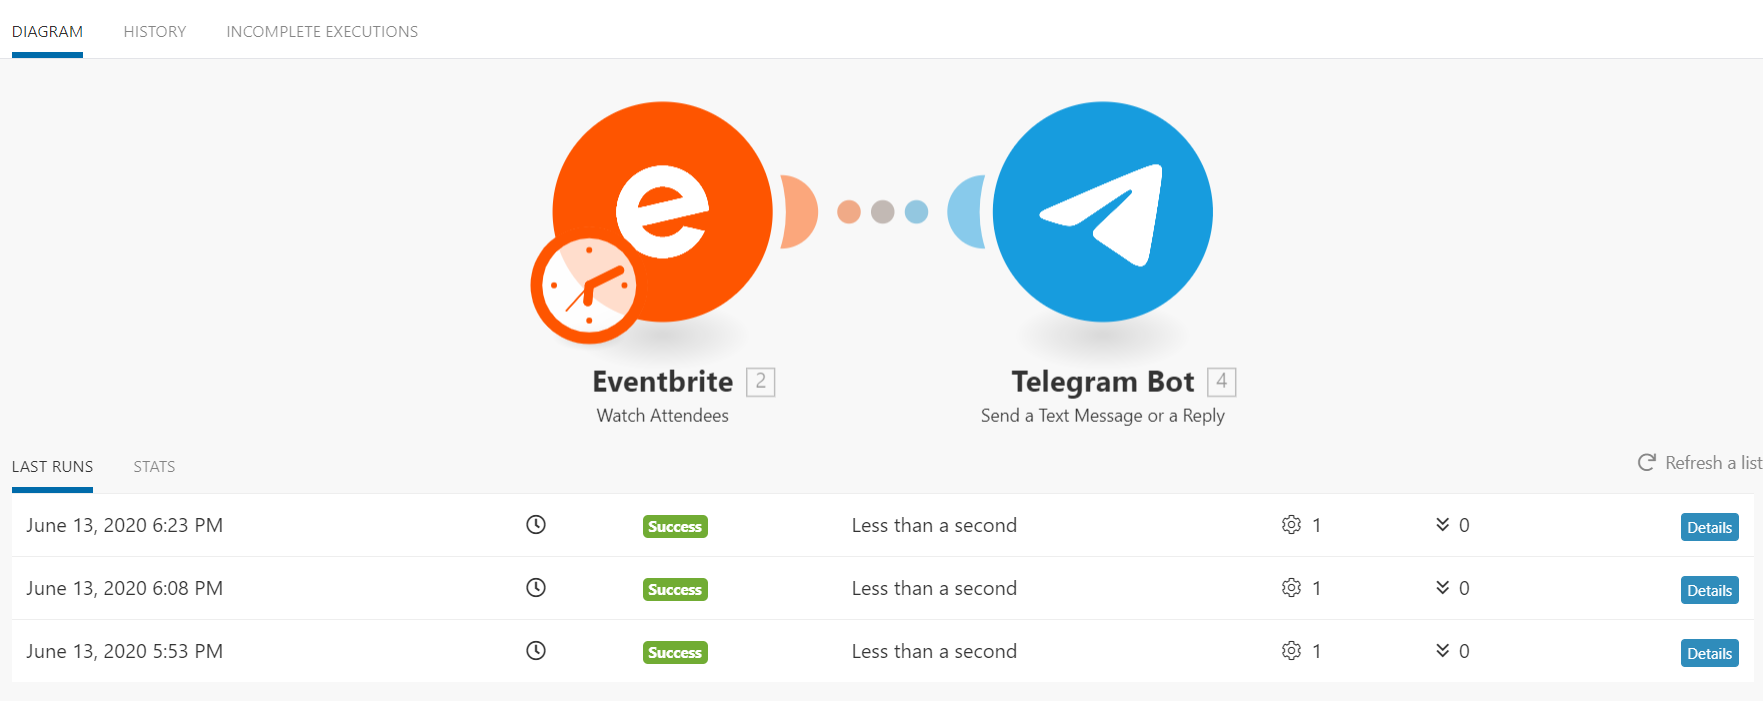 DIAGRAM HISTORY INCOMPLETE EXECUTIONS
Eventbrite 2
Watch Attendees
Telegram Bot 4
Send a Text Message or a Reply
LAST RUNS STATS Refresh a list
June 13, 2020 6:23 PM Success Less than a second 1 0 Details
June 13, 2020 6:08 PM Success Less than a second 1 0 Details
June 13, 2020 5:53 PM Success Less than a second 1 0 Details